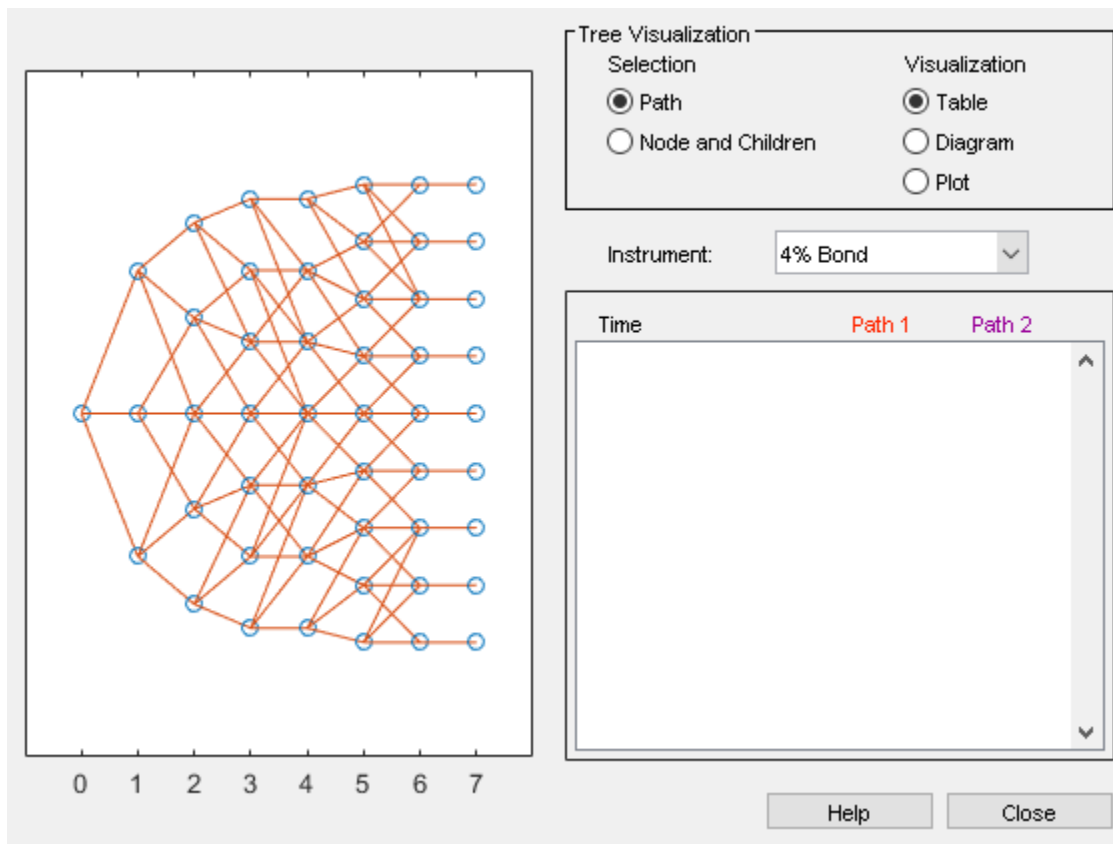 Tree Visualization
Selection
Visualization
Path
Table
Node and Children
Diagram
Plot
Instrument:
4% Bond
Time
Path 1
Path 2
0 1 2 3 4 5 6 7
Help
Close